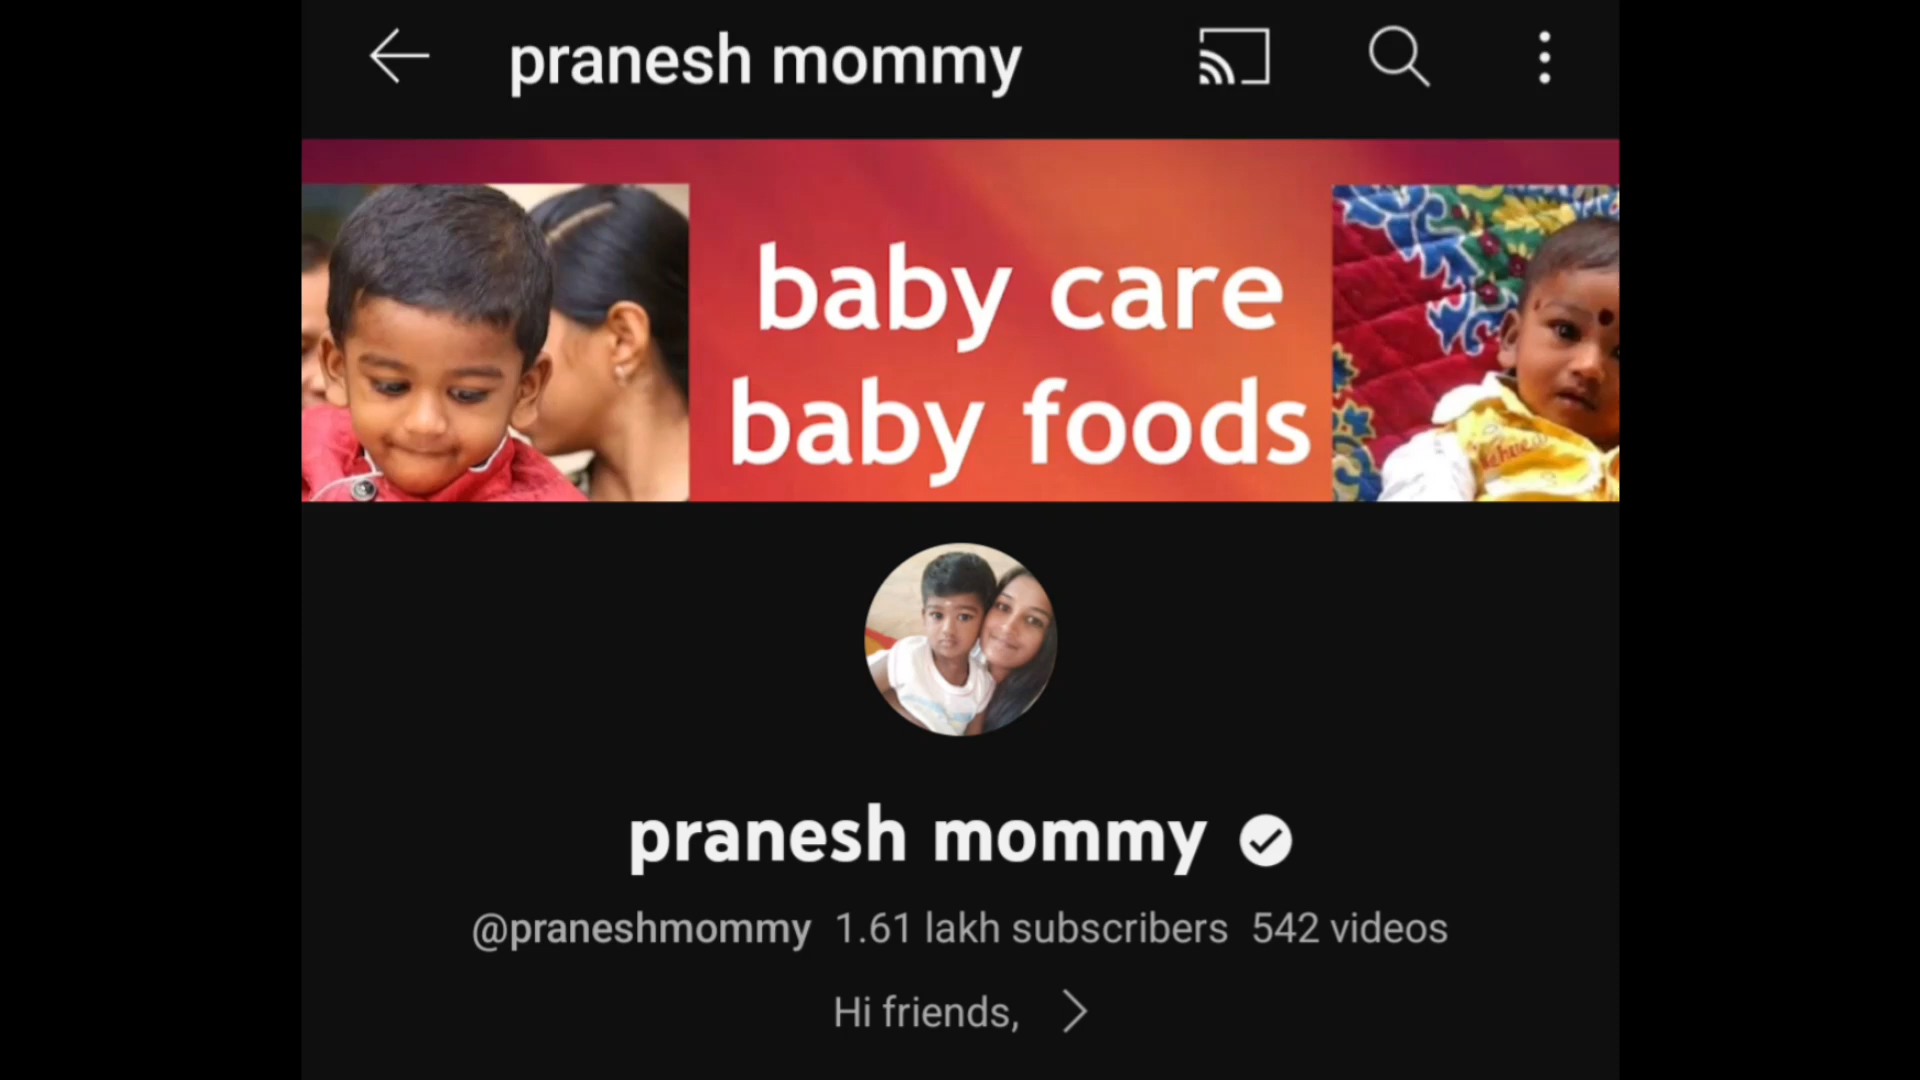 pranesh mommy
baby care
baby foods
pranesh mommy
@praneshmommy 1.61 lakh subscribers 542 videos
Hi friends,